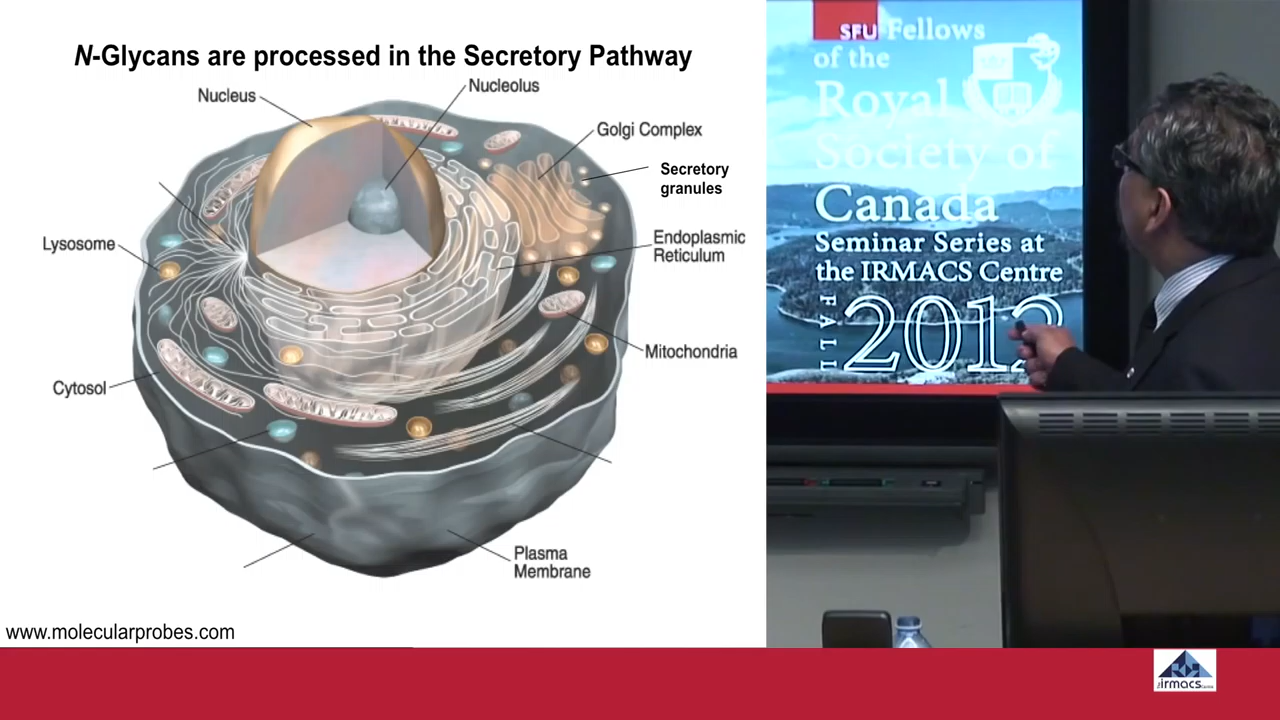 N-Glycans are processed in the Secretory Pathway
Nucleus
Nucleolus
Golgi Complex
Secretory
granules
Lysosome
Endoplasmic
Reticulum
Mitochondria
Cytosol
Plasma
Membrane
www.molecularprobes.com
SFU Fellows
of the
Royal
Society of
Canada
Seminar Series at
the IRMACS Centre
FALL
2012
irmacs